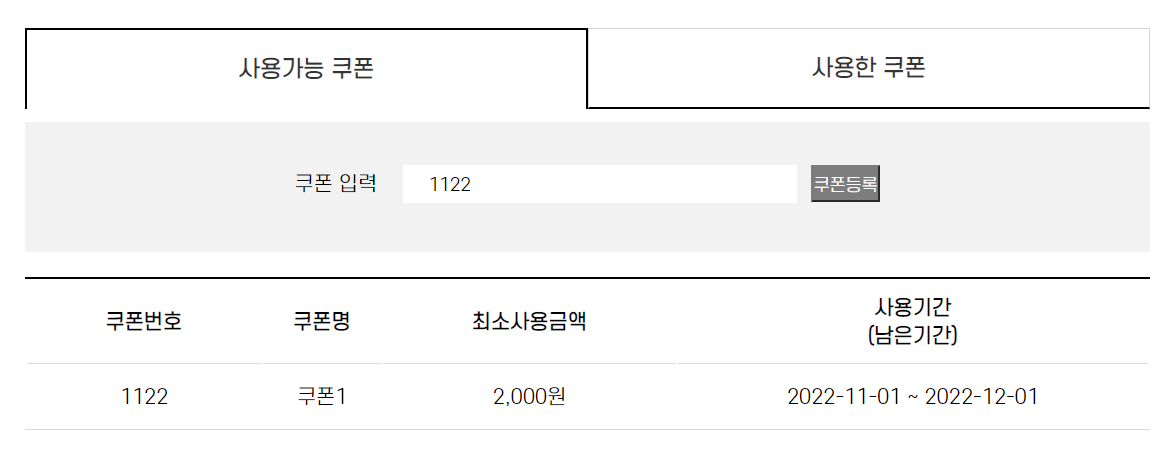 사용가능 쿠폰 사용한 쿠폰
쿠폰 입력 1122 쿠폰등록
쿠폰번호 쿠폰명 최소사용금액 사용기간
(남은기간)
1122 쿠폰1 2,000원 2022-11-01 ~ 2022-12-01